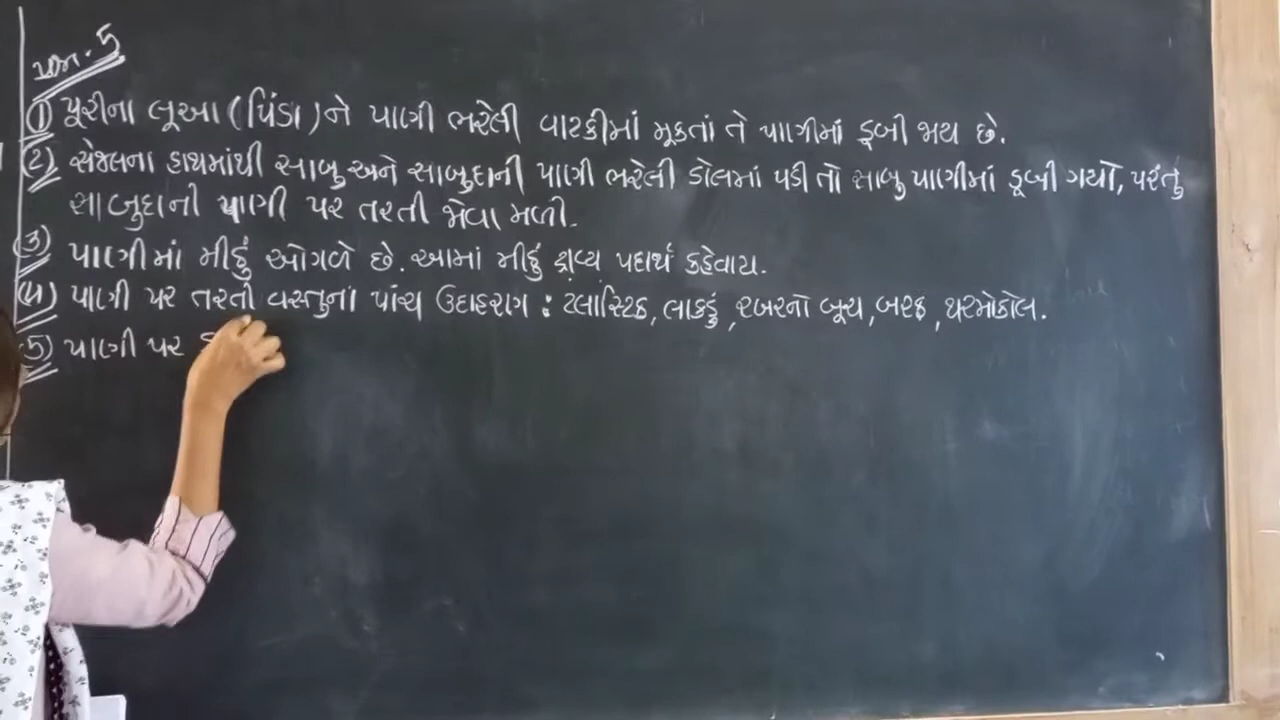 પ્રશ્ન.5
(1) પૂરીના લૂઆ (પિંડા) ને પાણી ભરેલી વાટકીમાં મૂકતાં તે પાણીમાં ડૂબી જાય છે.
(2) સેજલના હાથમાંથી સાબુ અને સાબુદાની પાણી ભરેલી ડોલમાં પડી તો સાબુ પાણીમાં ડૂબી ગયો, પરંતુ
સાબુદાની પાણી પર તરતી જોવા મળી.
(3) પાણીમાં મીઠું ઓગળે છે. આમાં મીઠું દ્રાવ્ય પદાર્થ કહેવાય.
(4) પાણી પર તરતી વસ્તુના પાંચ ઉદાહરણ : પ્લાસ્ટિક, લાકડું, રબરનો બૂચ, બરફ, થરમોકોલ.
(5) પાણી પર